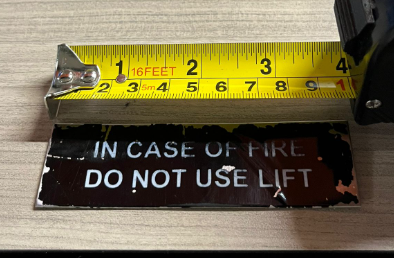 1 16FEET 2 3 4
2 3 5m 4 5 6 7 8 9 1
IN CASE OF FIRE
DO NOT USE LIFT